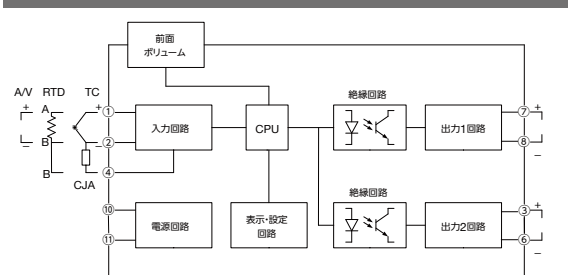 前面
ボリューム
A/V RTD TC
絶縁回路
+ A + ① ⑦ +
入力回路 CPU 出力1回路
− B − ② ⑧ −
B ④
CJA
絶縁回路
⑩ ③ +
電源回路 表示・設定
回路 出力2回路
⑪ ⑥ −